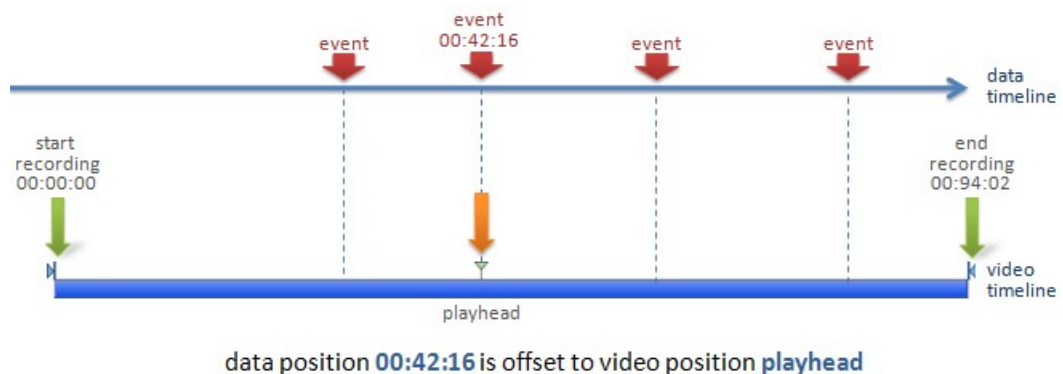 event
event
00:42:16
event
event
data
timeline
start
recording
00:00:00
end
recording
00:94:02
video
timeline
playhead
data position 00:42:16 is offset to video position playhead